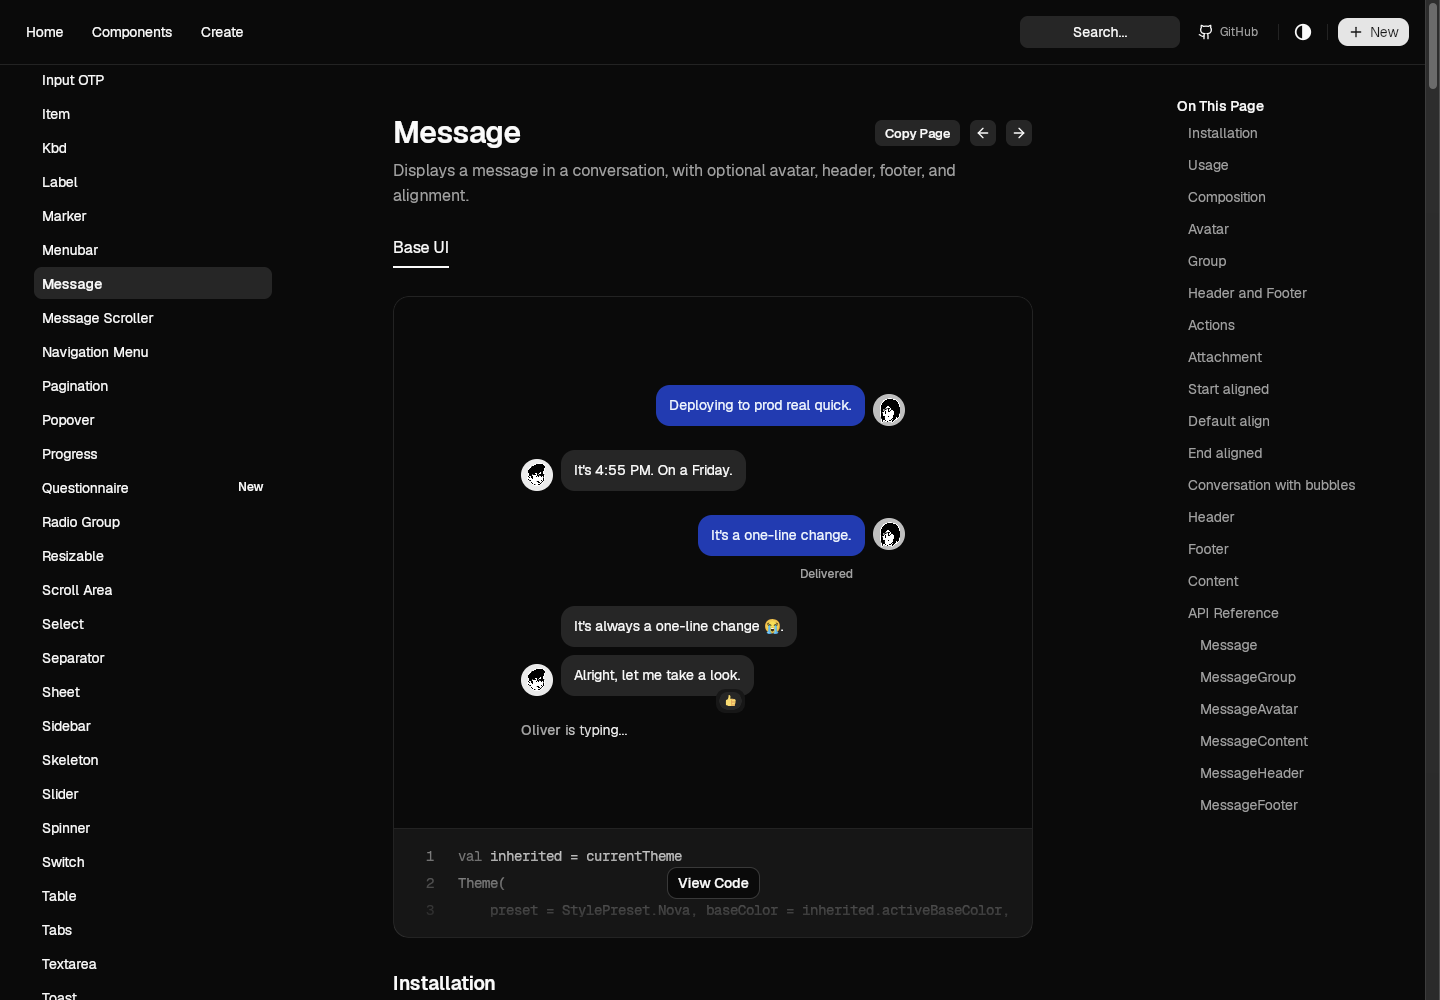 Home
Components
Create
Search...
GitHub
New
Input OTP
Item
Kbd
Label
Marker
Menubar
Message
Message Scroller
Navigation Menu
Pagination
Popover
Progress
Questionnaire New
Radio Group
Resizable
Scroll Area
Select
Separator
Sheet
Sidebar
Skeleton
Slider
Spinner
Switch
Table
Tabs
Textarea
Toast
Message
Copy Page
Displays a message in a conversation, with optional avatar, header, footer, and
alignment.
Base UI
Deploying to prod real quick.
It's 4:55 PM. On a Friday.
It's a one-line change.
Delivered
It's always a one-line change 😭.
Alright, let me take a look.
👍
Oliver is typing...
1 val inherited = currentTheme
2 Theme(
3 preset = StylePreset.Nova, baseColor = inherited.activeBaseColor,
View Code
Installation
On This Page
Installation
Usage
Composition
Avatar
Group
Header and Footer
Actions
Attachment
Start aligned
Default align
End aligned
Conversation with bubbles
Header
Footer
Content
API Reference
Message
MessageGroup
MessageAvatar
MessageContent
MessageHeader
MessageFooter